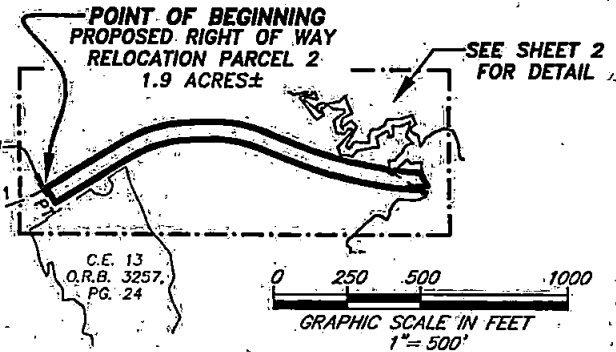 POINT OF BEGINNING
PROPOSED RIGHT OF WAY
RELOCATION PARCEL 2
1.9 ACRES±
SEE SHEET 2
FOR DETAIL
C.E. 13
O.R.B. 3257,
PG. 24
0 250 500 1000
GRAPHIC SCALE IN FEET
1"= 500'